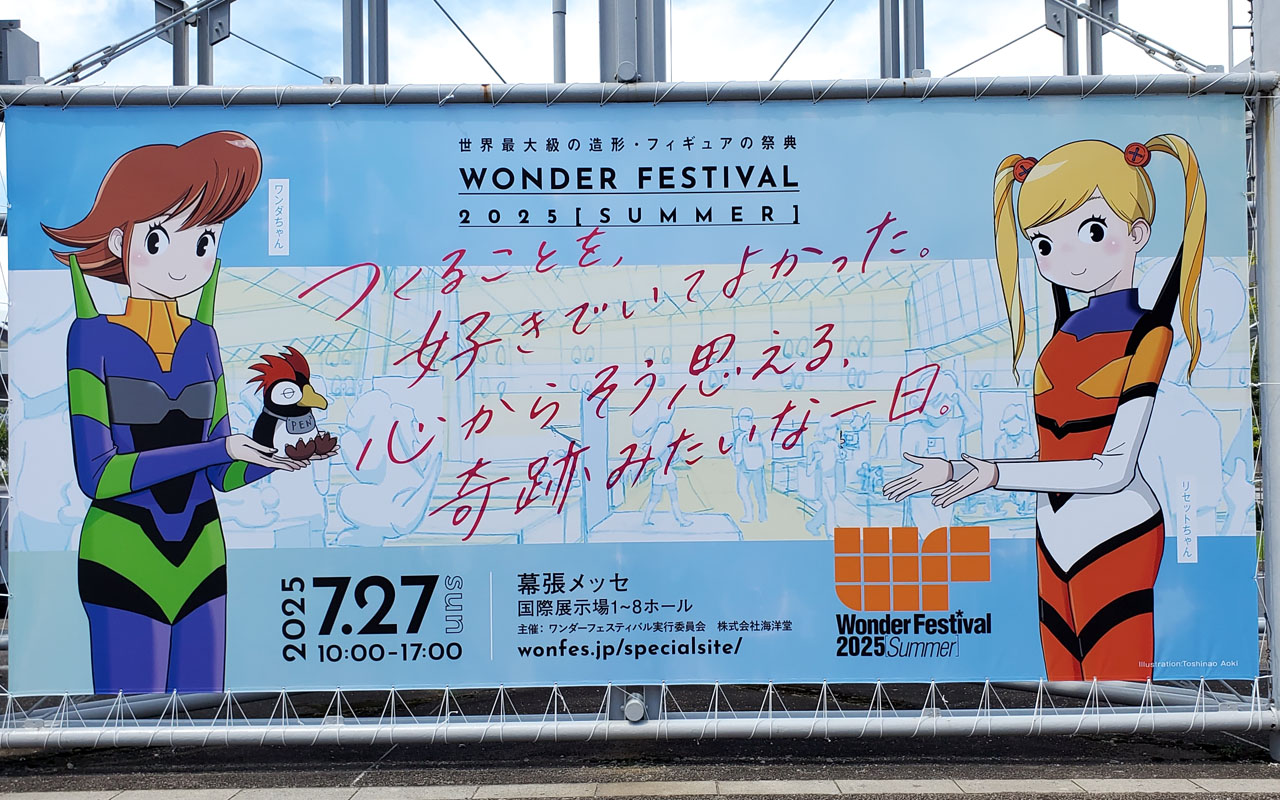 世界最大級の造形・フィギュアの祭典
WONDER FESTIVAL
2025[SUMMER]
ワンダちゃん
つくることを、
好きでいてよかった。
心からそう思える、
奇跡みたいな一日。
PEN
リセットちゃん
2025 7.27 sun
10:00-17:00
幕張メッセ
国際展示場1~8ホール
主催：ワンダーフェスティバル実行委員会 株式会社海洋堂
wonfes.jp/specialsite/
WF
Wonder Festival
2025[Summer]
Illustration:Toshinao Aoki